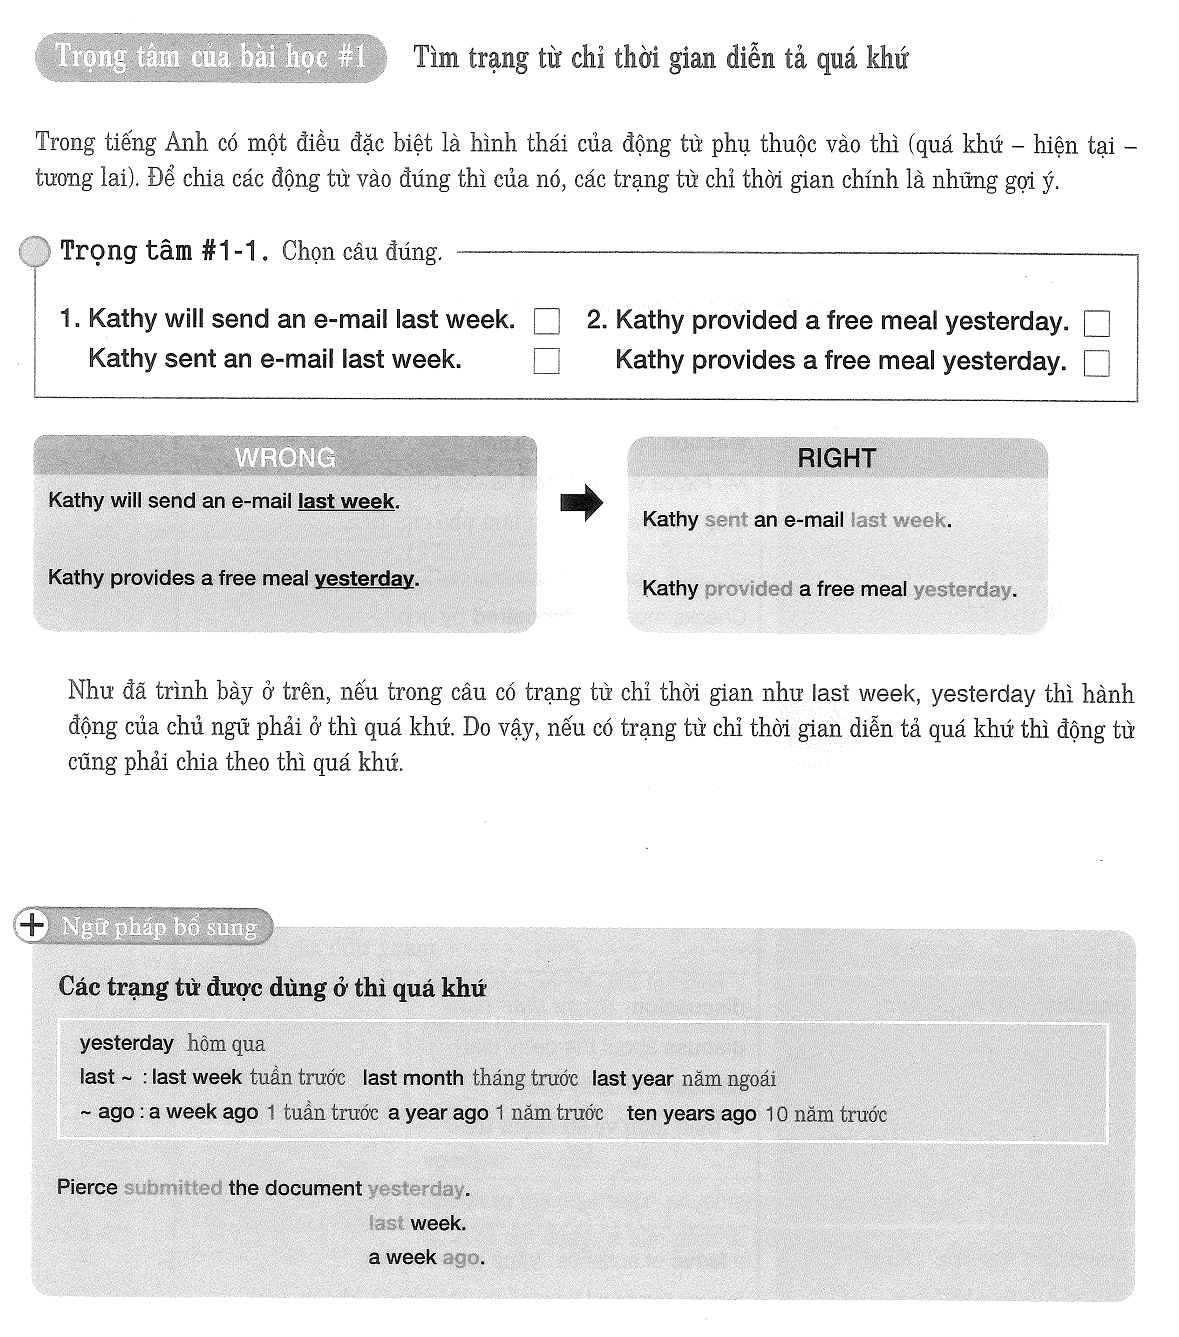 Trọng tâm của bài học #1 Tìm trạng từ chỉ thời gian diễn tả quá khứ
Trong tiếng Anh có một điều đặc biệt là hình thái của động từ phụ thuộc vào thì (quá khứ – hiện tại –
tương lai). Để chia các động từ vào đúng thì của nó, các trạng từ chỉ thời gian chính là những gợi ý.
Trọng tâm #1-1. Chọn câu đúng.
1. Kathy will send an e-mail last week.
Kathy sent an e-mail last week.
2. Kathy provided a free meal yesterday.
Kathy provides a free meal yesterday.
WRONG
Kathy will send an e-mail last week.
Kathy provides a free meal yesterday.
RIGHT
Kathy sent an e-mail last week.
Kathy provided a free meal yesterday.
Như đã trình bày ở trên, nếu trong câu có trạng từ chỉ thời gian như last week, yesterday thì hành
động của chủ ngữ phải ở thì quá khứ. Do vậy, nếu có trạng từ chỉ thời gian diễn tả quá khứ thì động từ
cũng phải chia theo thì quá khứ.
+ Ngữ pháp bổ sung
Các trạng từ được dùng ở thì quá khứ
yesterday hôm qua
last ~ : last week tuần trước last month tháng trước last year năm ngoái
~ ago : a week ago 1 tuần trước a year ago 1 năm trước ten years ago 10 năm trước
Pierce submitted the document yesterday.
last week.
a week ago.